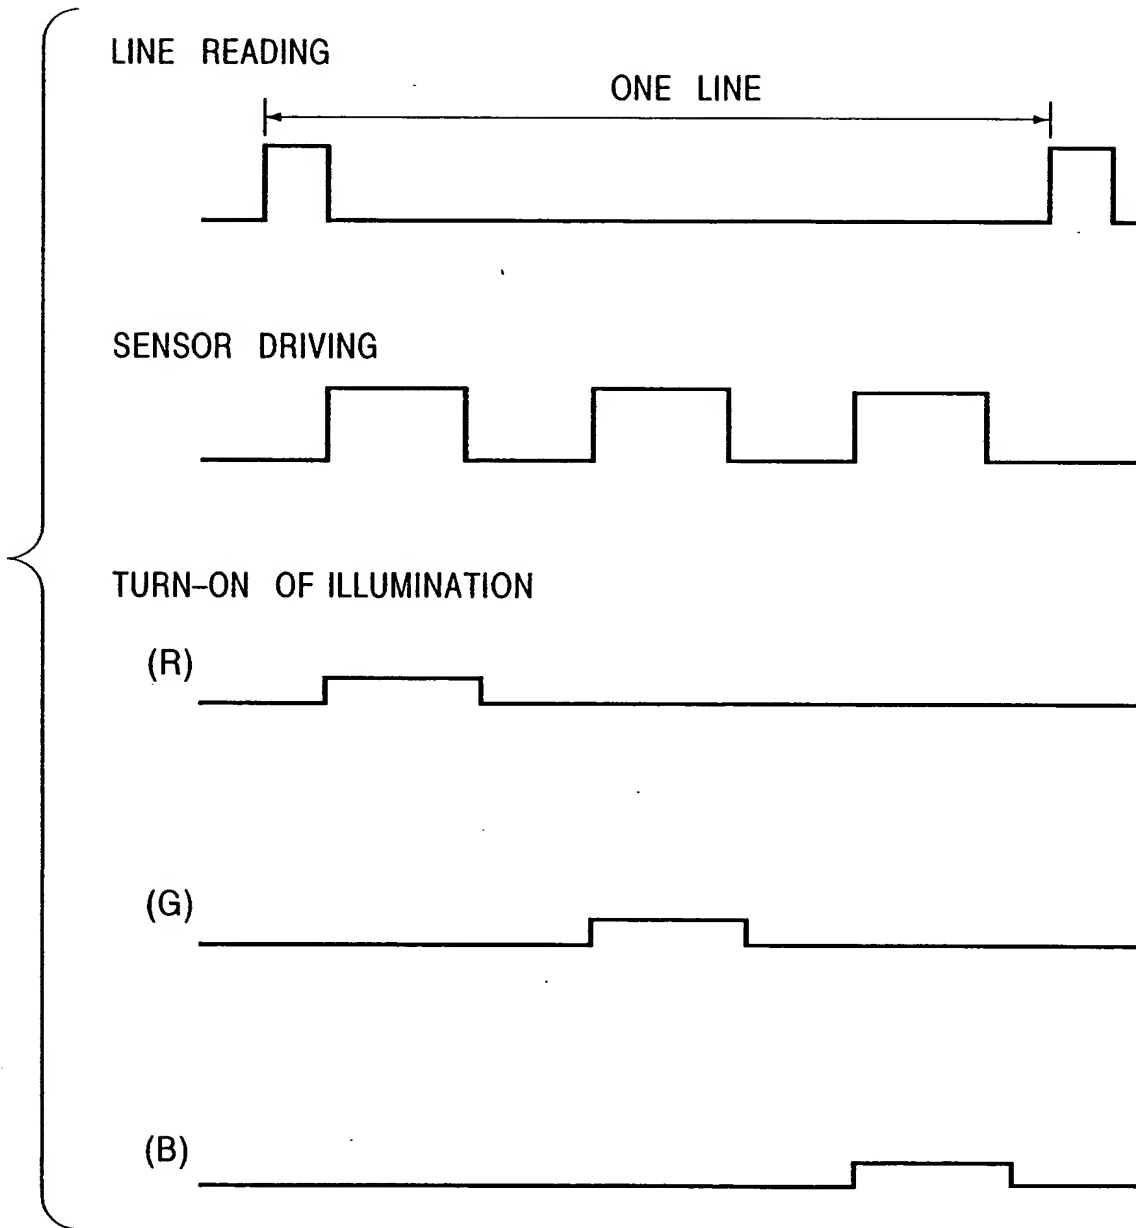 LINE READING
ONE LINE
SENSOR DRIVING
TURN-ON OF ILLUMINATION
(R)
(G)
(B)